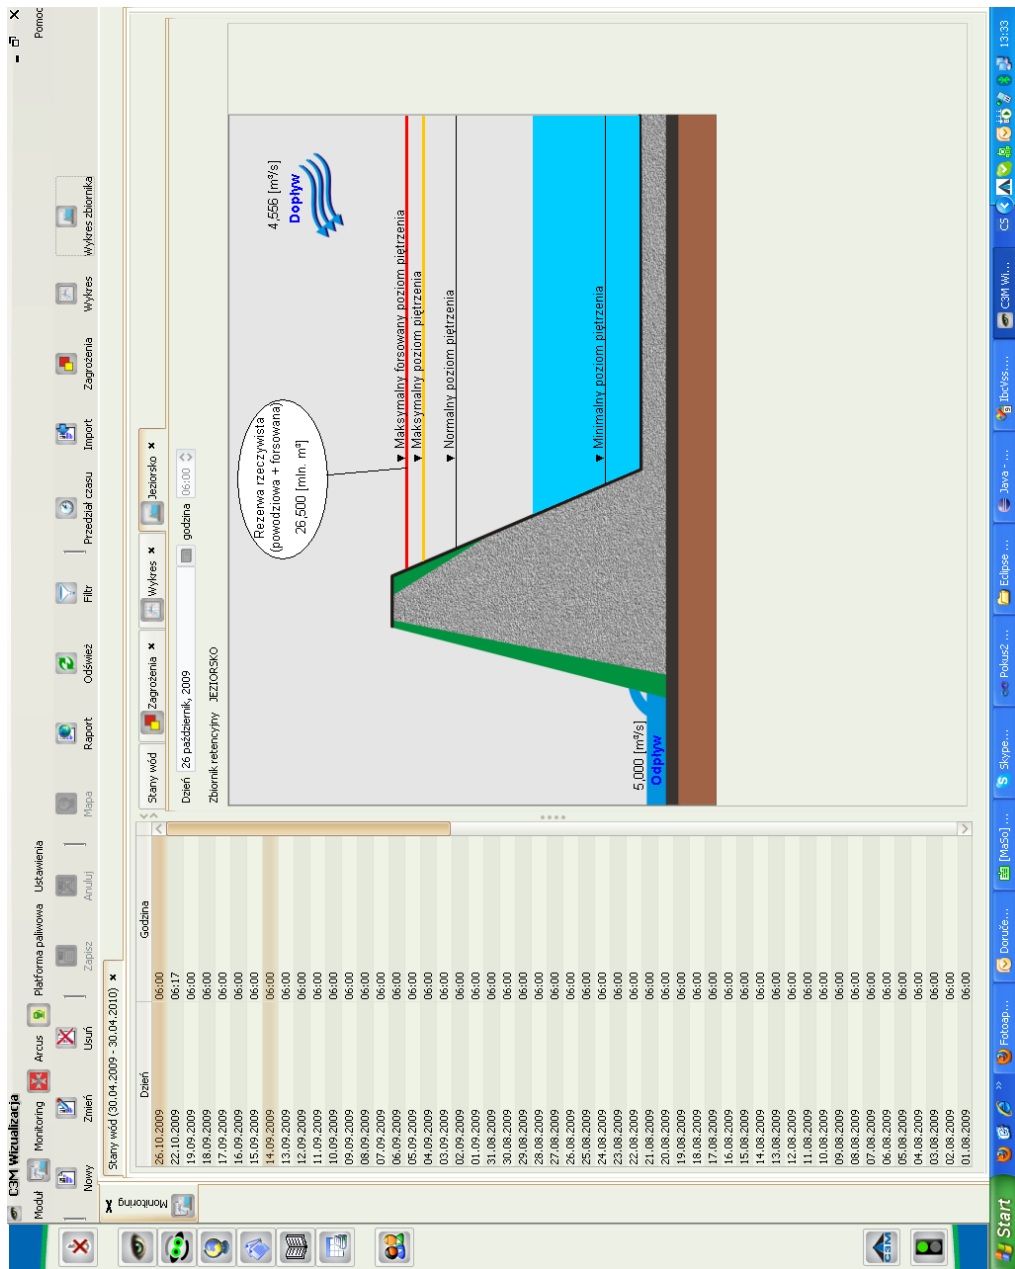 C3M Wizualizacja
Moduł Monitoring Arcus Platforma paliwowa Ustawienia Pomoc
Nowy Zmień Usuń Zapisz Anuluj Mapa Raport Odśwież Filtr Przedział czasu Import Zagrożenia Wykres Wykres zbiornika
Monitoring
Stany wód (30.04.2009 - 30.04.2010)
Dzień Godzina
26.10.2009 06:00
22.10.2009 06:17
19.09.2009 06:00
18.09.2009 06:00
17.09.2009 06:00
16.09.2009 06:00
15.09.2009 06:00
14.09.2009 06:00
13.09.2009 06:00
12.09.2009 06:00
11.09.2009 06:00
10.09.2009 06:00
09.09.2009 06:00
08.09.2009 06:00
07.09.2009 06:00
06.09.2009 06:00
05.09.2009 06:00
04.09.2009 06:00
03.09.2009 06:00
02.09.2009 06:00
01.09.2009 06:00
31.08.2009 06:00
30.08.2009 06:00
29.08.2009 06:00
28.08.2009 06:00
27.08.2009 06:00
26.08.2009 06:00
25.08.2009 06:00
24.08.2009 06:00
23.08.2009 06:00
22.08.2009 06:00
21.08.2009 06:00
20.08.2009 06:00
19.08.2009 06:00
18.08.2009 06:00
17.08.2009 06:00
16.08.2009 06:00
15.08.2009 06:00
14.08.2009 06:00
13.08.2009 06:00
12.08.2009 06:00
11.08.2009 06:00
10.08.2009 06:00
09.08.2009 06:00
08.08.2009 06:00
07.08.2009 06:00
06.08.2009 06:00
05.08.2009 06:00
04.08.2009 06:00
03.08.2009 06:00
02.08.2009 06:00
01.08.2009 06:00
Stany wód Zagrożenia Wykres Jeziorsko
Dzień 26 październik, 2009 godzina 06:00
Zbiornik retencyjny JEZIORSKO
Rezerwa rzeczywista
(powodziowa + forsowana)
26,500 [mln. m³]
4,556 [m³/s]
Dopływ
Maksymalny forsowany poziom piętrzenia
Maksymalny poziom piętrzenia
Normalny poziom piętrzenia
Minimalny poziom piętrzenia
5,000 [m³/s]
Odpływ
C3M
Start Fotoap... Doruče... [MaSo] ... Skype... Pokus2 ... Eclipse ... Java - ... IbcVss.... C3M Wi... CS 13:33